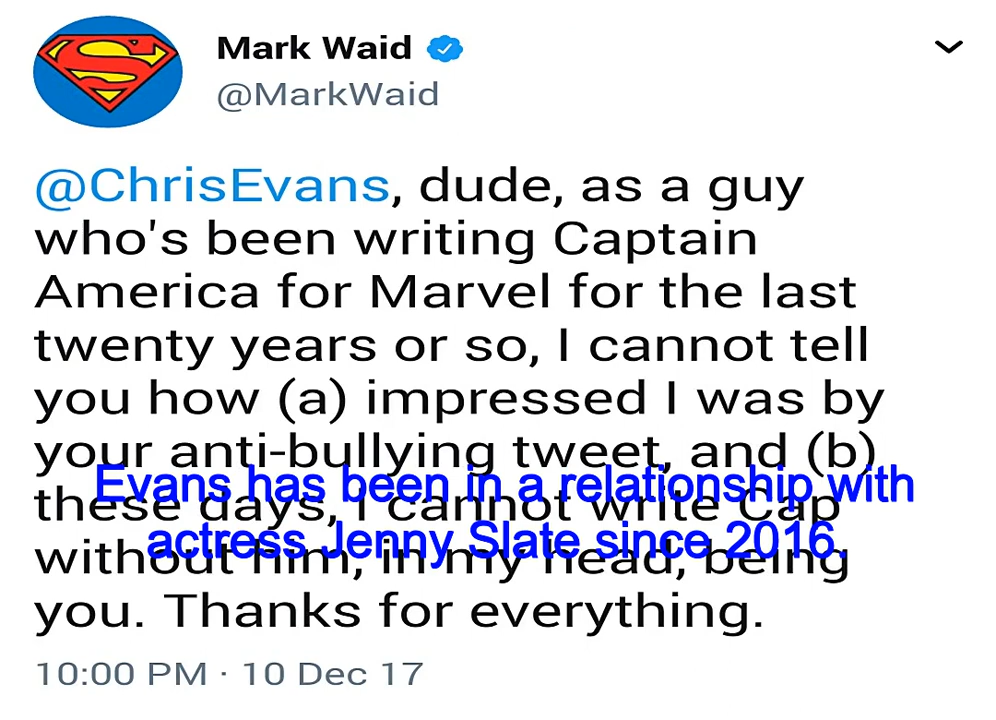 Mark Waid
@MarkWaid
@ChrisEvans, dude, as a guy
who's been writing Captain
America for Marvel for the last
twenty years or so, I cannot tell
you how (a) impressed I was by
your anti-bullying tweet, and (b)
Evans has been in a relationship with
these days, I cannot write Cap
actress Jenny Slate since 2016.
without him, in my head, being
you. Thanks for everything.
10:00 PM · 10 Dec 17